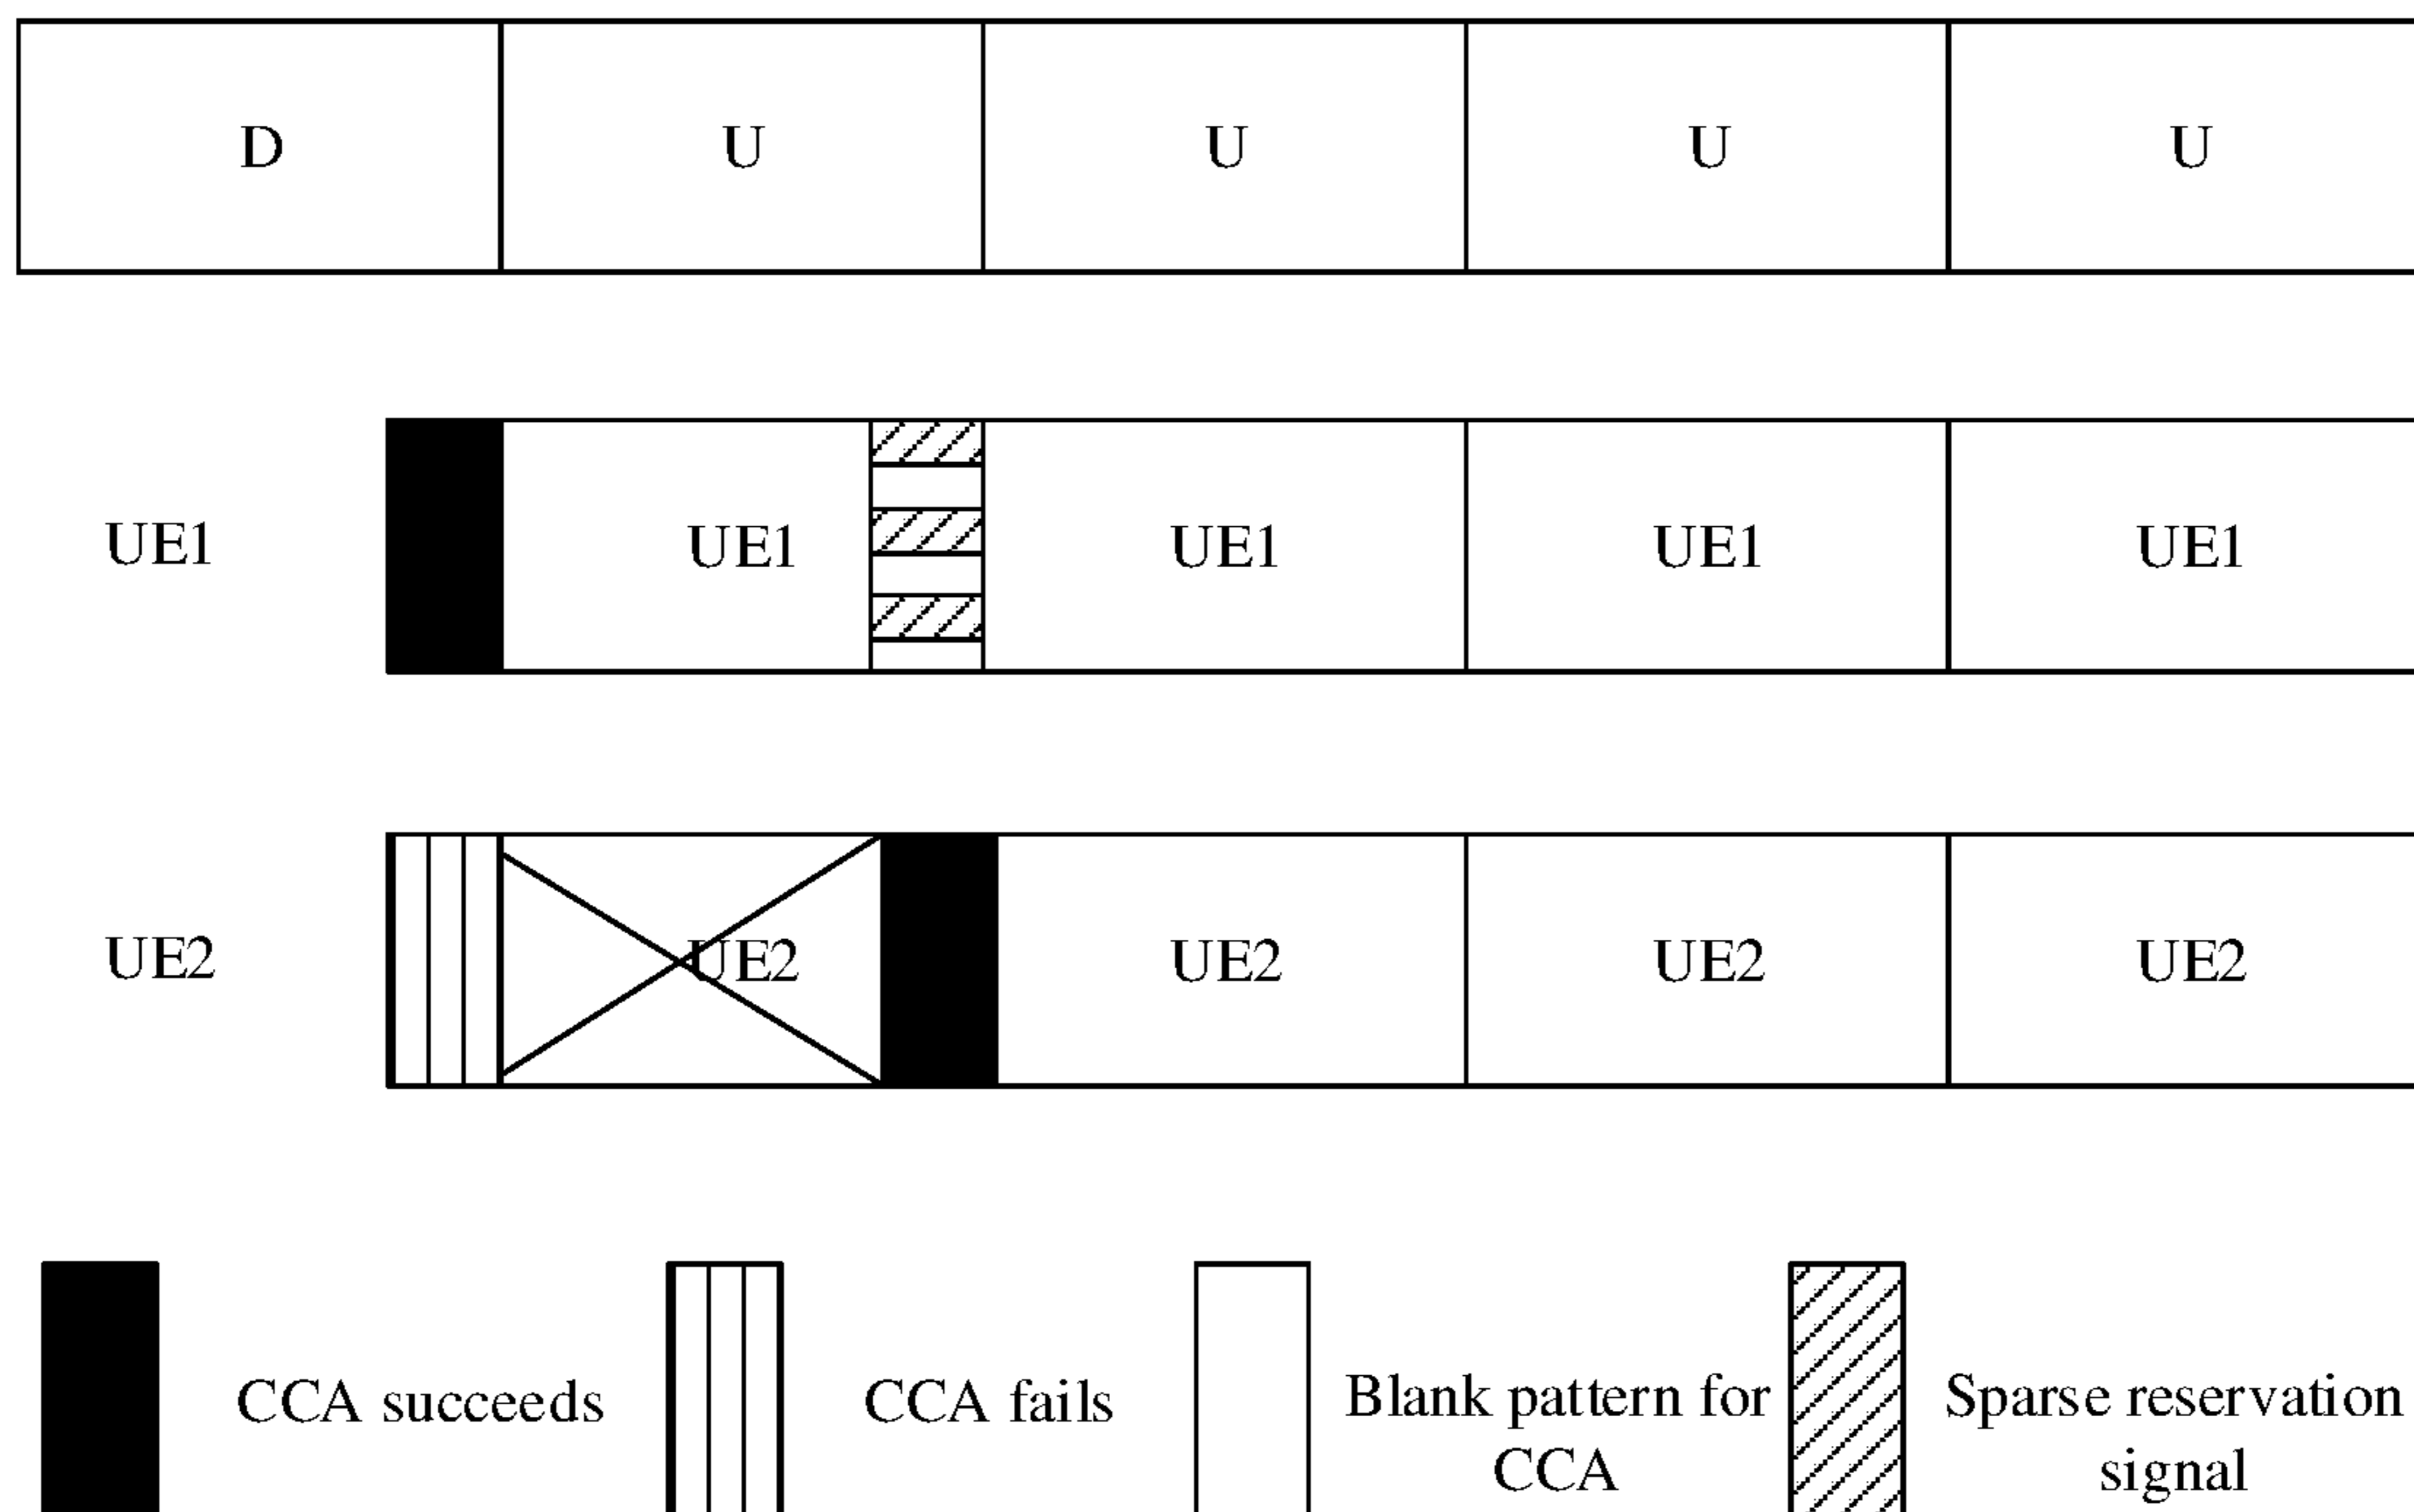 D U U U U
UE1 UE1 UE1 UE1 UE1
UE2 UE2 UE2 UE2 UE2
CCA succeeds
CCA fails
Blank pattern for
CCA
Sparse reservation
signal